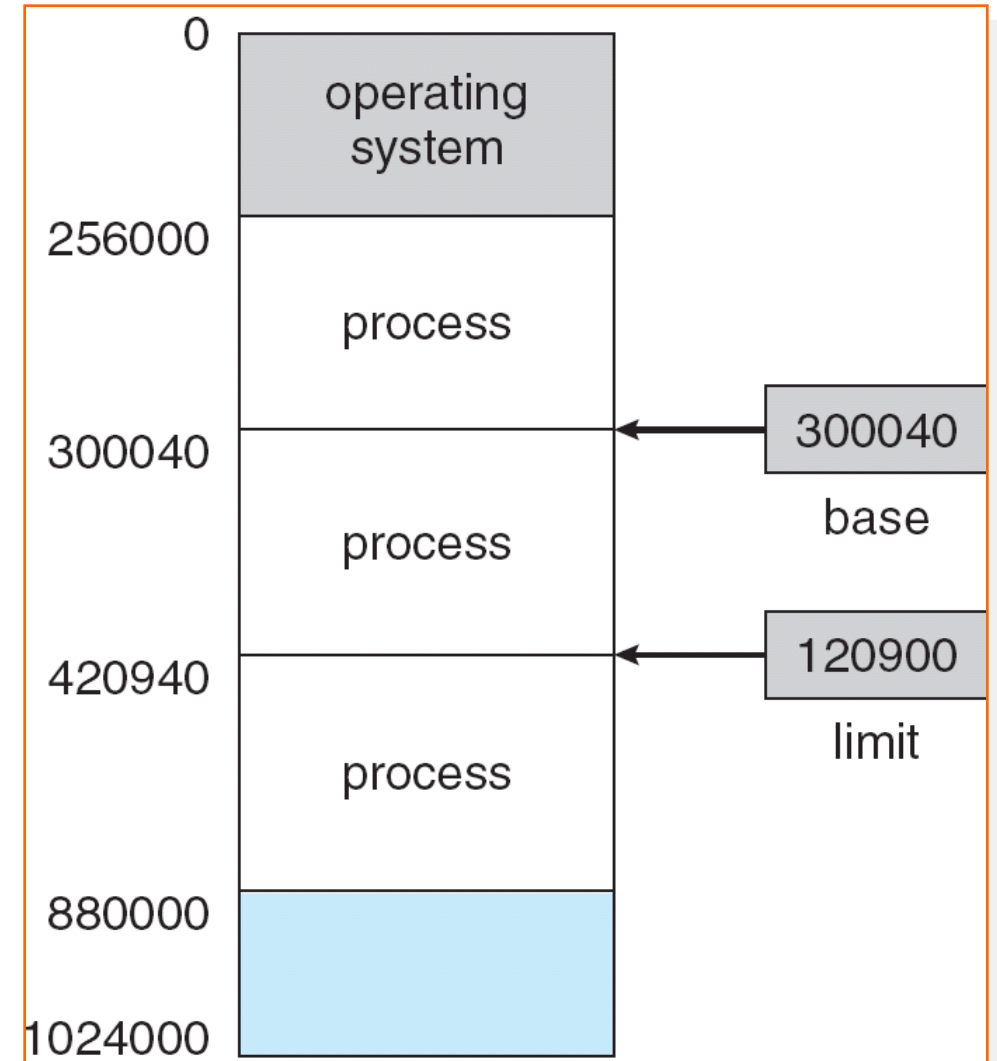 0
operating
system
256000
process
300040
300040
base
process
120900
420940
limit
process
880000
1024000